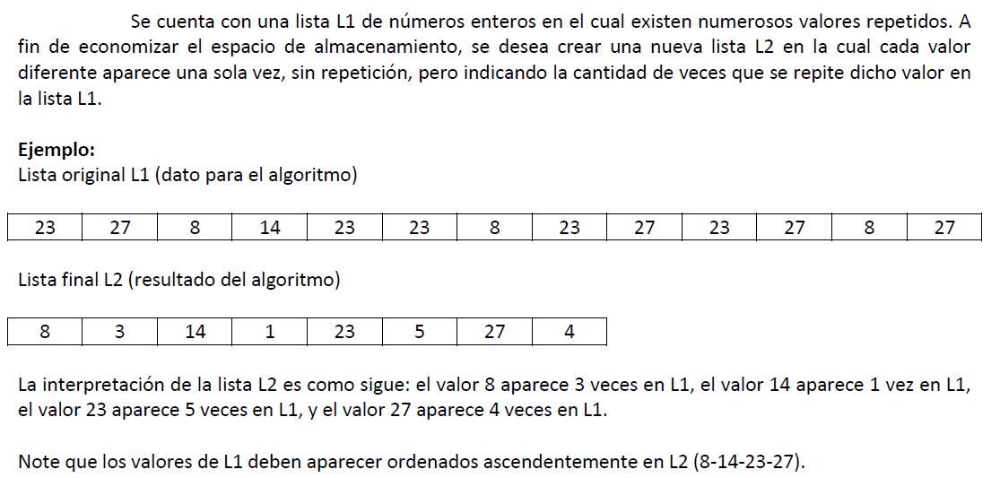 Se cuenta con una lista L1 de números enteros en el cual existen numerosos valores repetidos. A
fin de economizar el espacio de almacenamiento, se desea crear una nueva lista L2 en la cual cada valor
diferente aparece una sola vez, sin repetición, pero indicando la cantidad de veces que se repite dicho valor en
la lista L1.
Ejemplo:
Lista original L1 (dato para el algoritmo)
23 27 8 14 23 23 8 23 27 23 27 8 27
Lista final L2 (resultado del algoritmo)
8 3 14 1 23 5 27 4
La interpretación de la lista L2 es como sigue: el valor 8 aparece 3 veces en L1, el valor 14 aparece 1 vez en L1,
el valor 23 aparece 5 veces en L1, y el valor 27 aparece 4 veces en L1.
Note que los valores de L1 deben aparecer ordenados ascendentemente en L2 (8-14-23-27).